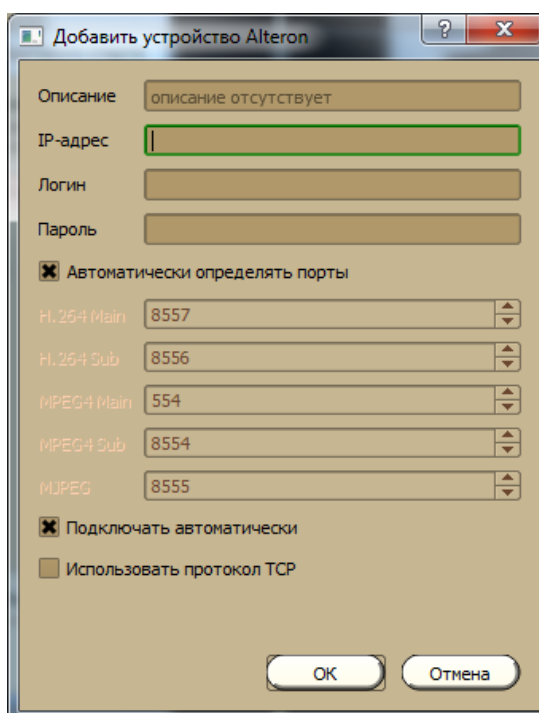 Добавить устройство Alteron
Описание описание отсутствует
IP-адрес
Логин
Пароль
Автоматически определять порты
H.264 Main 8557
H.264 Sub 8556
MPEG4 Main 554
MPEG4 Sub 8554
MJPEG 8555
Подключать автоматически
Использовать протокол TCP
OK Отмена